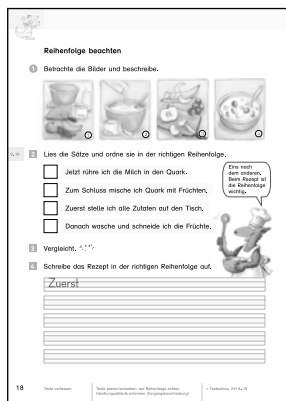 Reihenfolge beachten
1 Betrachte die Bilder und beschreibe.
2 Lies die Sätze und ordne sie in der richtigen Reihenfolge.
Eins nach
dem anderen.
Beim Rezept ist
die Reihenfolge
wichtig.
Jetzt rühre ich die Milch in den Quark.
Zum Schluss mische ich Quark mit Früchten.
Zuerst stelle ich alle Zutaten auf den Tisch.
Danach wasche und schneide ich die Früchte.
3 Vergleicht.
4 Schreibe das Rezept in der richtigen Reihenfolge auf.
Zuerst
18
Texte verfassen